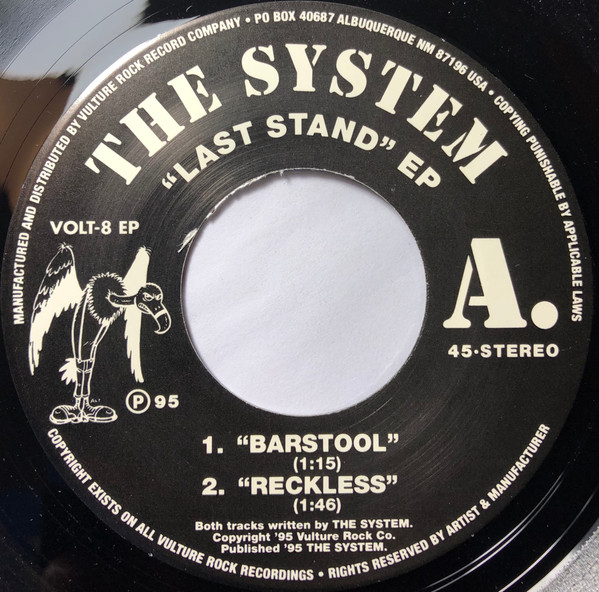 MANUFACTURED AND DISTRIBUTED BY VULTURE ROCK RECORD COMPANY • PO BOX 40687 ALBUQUERQUE NM 87196 USA • COPYING PUNISHABLE BY APPLICABLE LAWS
THE SYSTEM
“LAST STAND” EP
VOLT-8 EP
A.
45•STEREO
Ⓟ 95
1. “BARSTOOL”
(1:15)
2. “RECKLESS”
(1:46)
Both tracks written by THE SYSTEM.
Copyright '95 Vulture Rock Co.
Published '95 THE SYSTEM.
COPYRIGHT EXISTS ON ALL VULTURE ROCK RECORDINGS • RIGHTS RESERVED BY ARTIST & MANUFACTURER